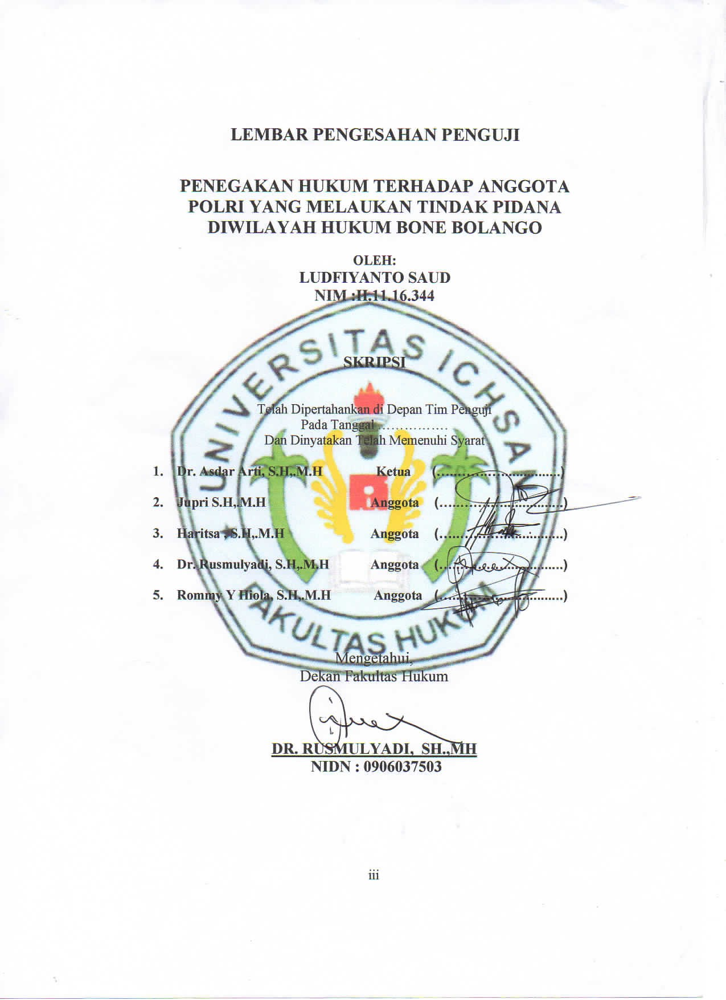 LEMBAR PENGESAHAN PENGUJI
PENEGAKAN HUKUM TERHADAP ANGGOTA
POLRI YANG MELAUKAN TINDAK PIDANA
DIWILAYAH HUKUM BONE BOLANGO
OLEH:
LUDFIYANTO SAUD
NIM :H.11.16.344
UNIVERSITAS ICHSAN
SKRIPSI
Telah Dipertahankan di Depan Tim Penguji
Pada Tanggal……………
Dan Dinyatakan Telah Memenuhi Syarat
1. Dr. Asdar Arti, S.H,.M.H Ketua (..................................)
2. Jupri S.H,.M.H Anggota (..................................)
3. Haritsa , S.H,.M.H Anggota (..................................)
4. Dr. Rusmulyadi, S.H,.M.H Anggota (..................................)
5. Rommy Y Hiola, S.H,.M.H Anggota (..................................)
FAKULTAS HUKUM
Mengetahui,
Dekan Fakultas Hukum
DR. RUSMULYADI, SH.,MH
NIDN : 0906037503
iii